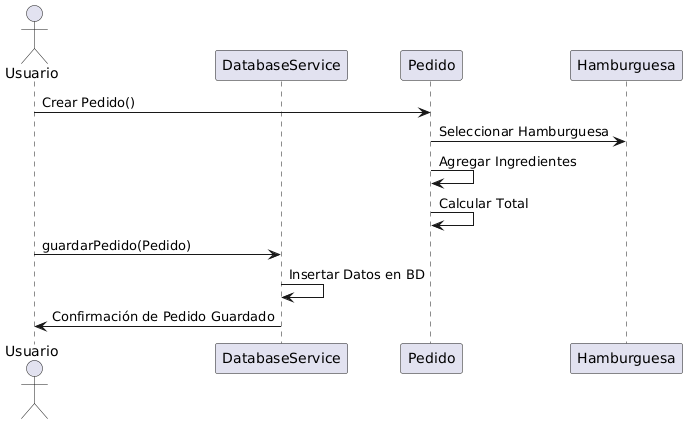 Usuario
DatabaseService
Pedido
Hamburguesa
Crear Pedido()
Seleccionar Hamburguesa
Agregar Ingredientes
Calcular Total
guardarPedido(Pedido)
Insertar Datos en BD
Confirmación de Pedido Guardado
Usuario
DatabaseService
Pedido
Hamburguesa